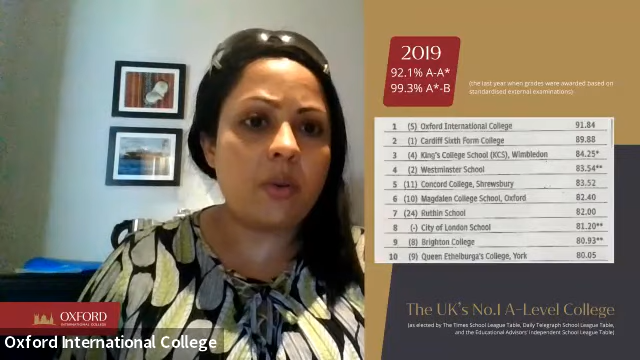 2019
92.1% A-A*
99.3% A*-B
(the last year when grades were awarded based on
standardised external examinations)
1 (5) Oxford International College 91.84
2 (1) Cardiff Sixth Form College 89.88
3 (4) King's College School (KCS), Wimbledon 84.25*
4 (2) Westminster School 83.54**
5 (11) Concord College, Shrewsbury 83.52
6 (10) Magdalen College School, Oxford 82.40
7 (24) Ruthin School 82.00
8 (-) City of London School 81.20**
9 (8) Brighton College 80.93**
10 (9) Queen Ethelburga's College, York 80.05
The UK's No.1 A-Level College
(as elected by The Times School League Table, Daily Telegraph School League Table,
and the Educational Advisors' Independent School League Table)
OXFORD
INTERNATIONAL COLLEGE
Oxford International College